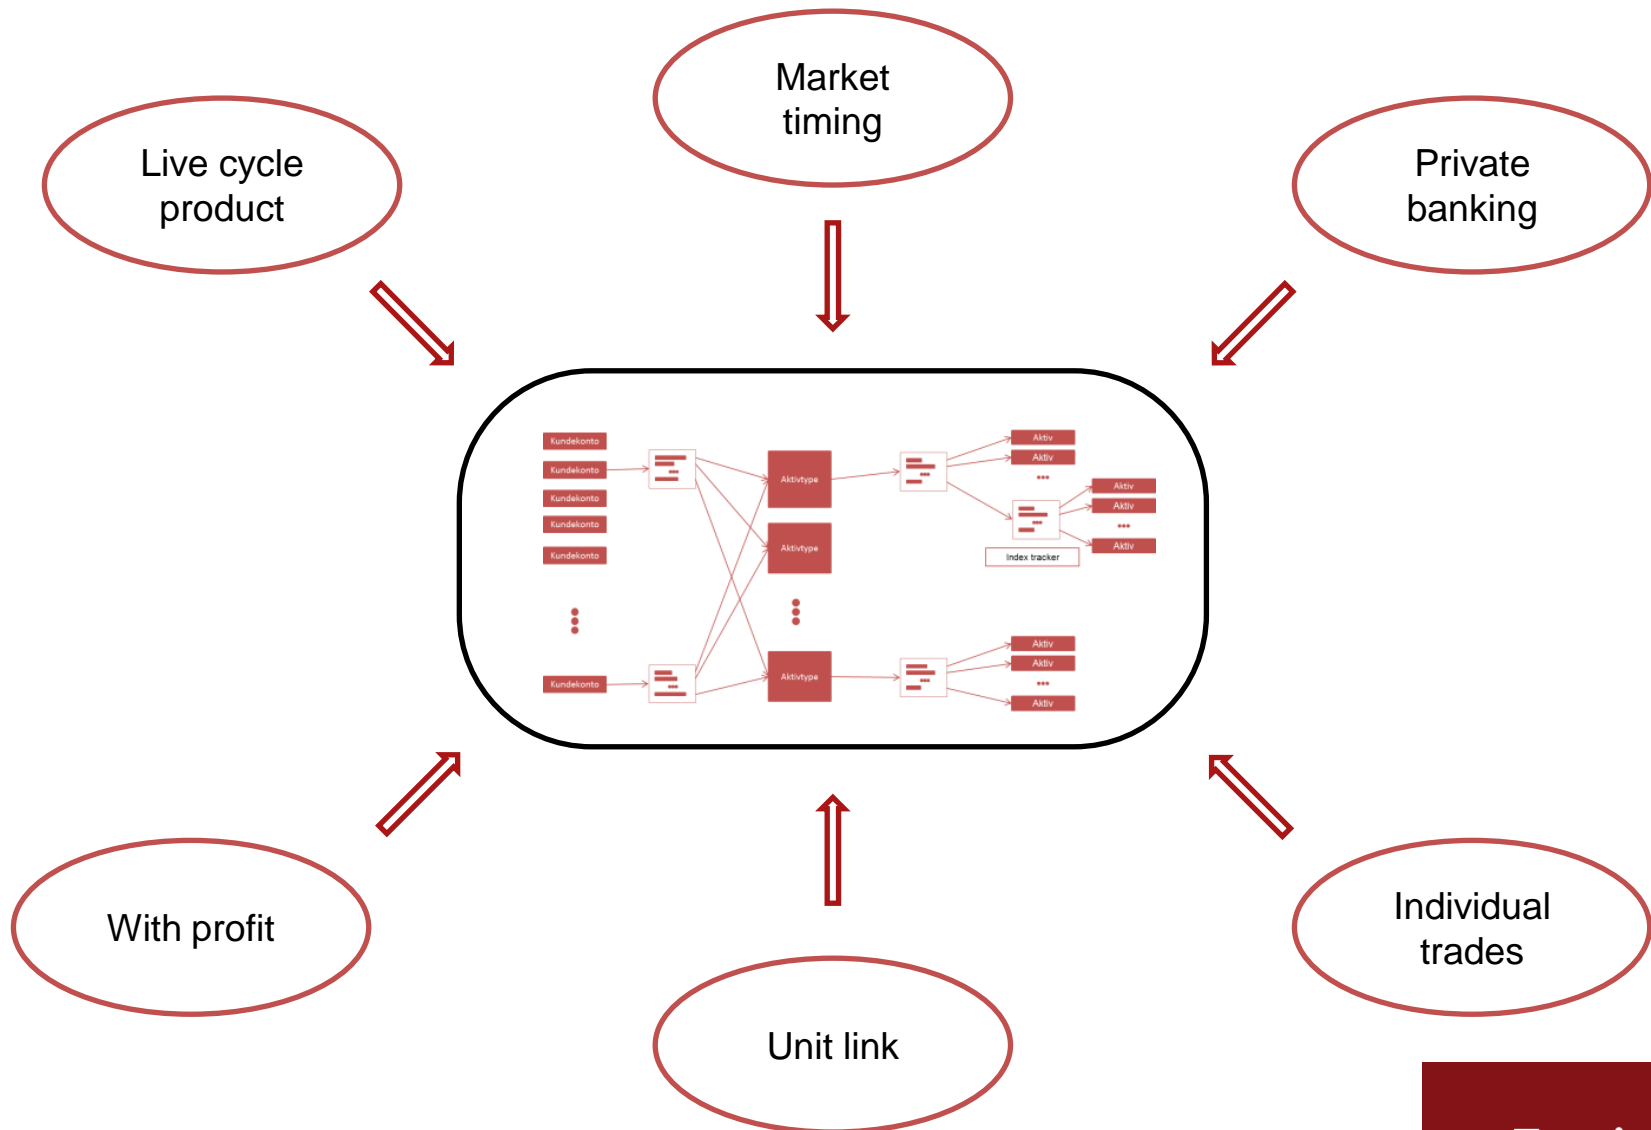 Market
timing
Live cycle
product
Private
banking
Kundekonto
Kundekonto
Kundekonto
Kundekonto
Kundekonto
Kundekonto
Aktivtype
Aktivtype
Aktivtype
Aktiv
Aktiv
Aktiv
Aktiv
Aktiv
Index tracker
Aktiv
Aktiv
Aktiv
With profit
Individual
trades
Unit link